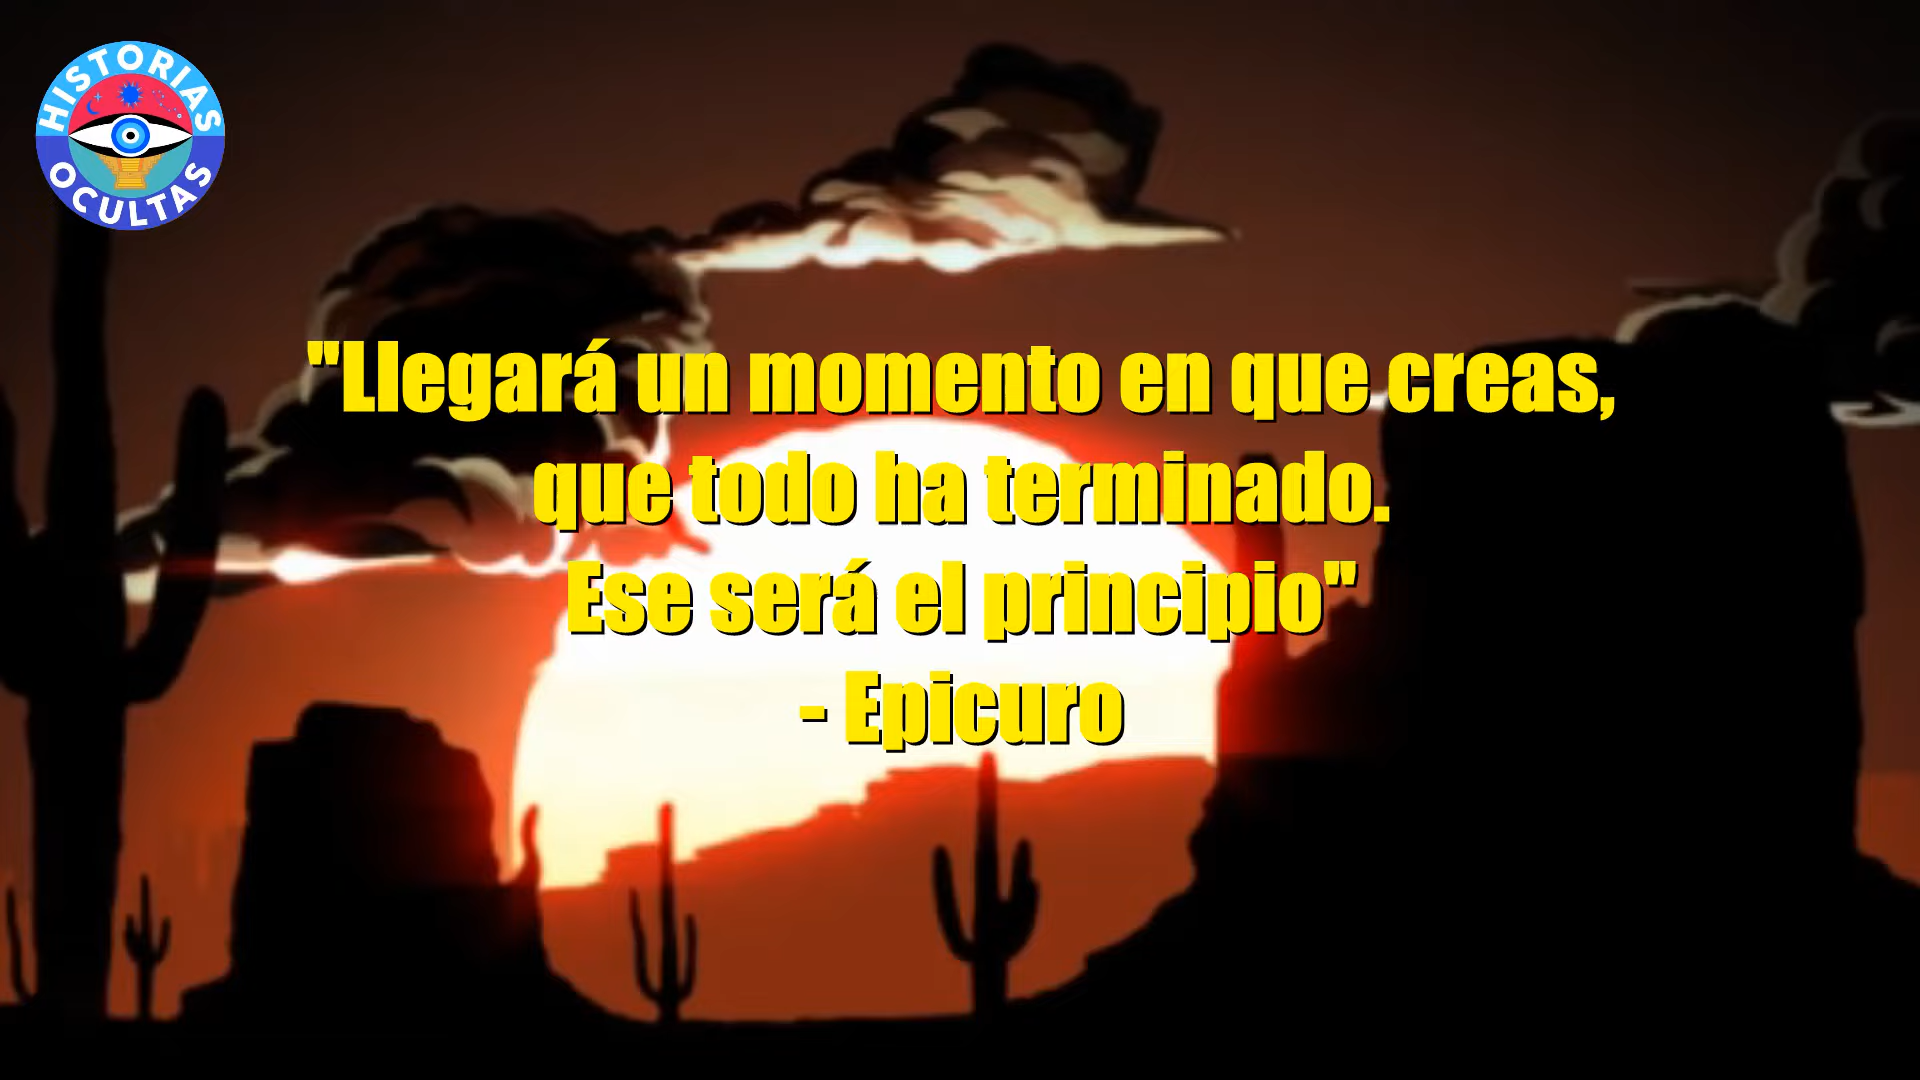 HISTORIAS
OCULTAS
"Llegará un momento en que creas,
que todo ha terminado.
Ese será el principio"
- Epicuro